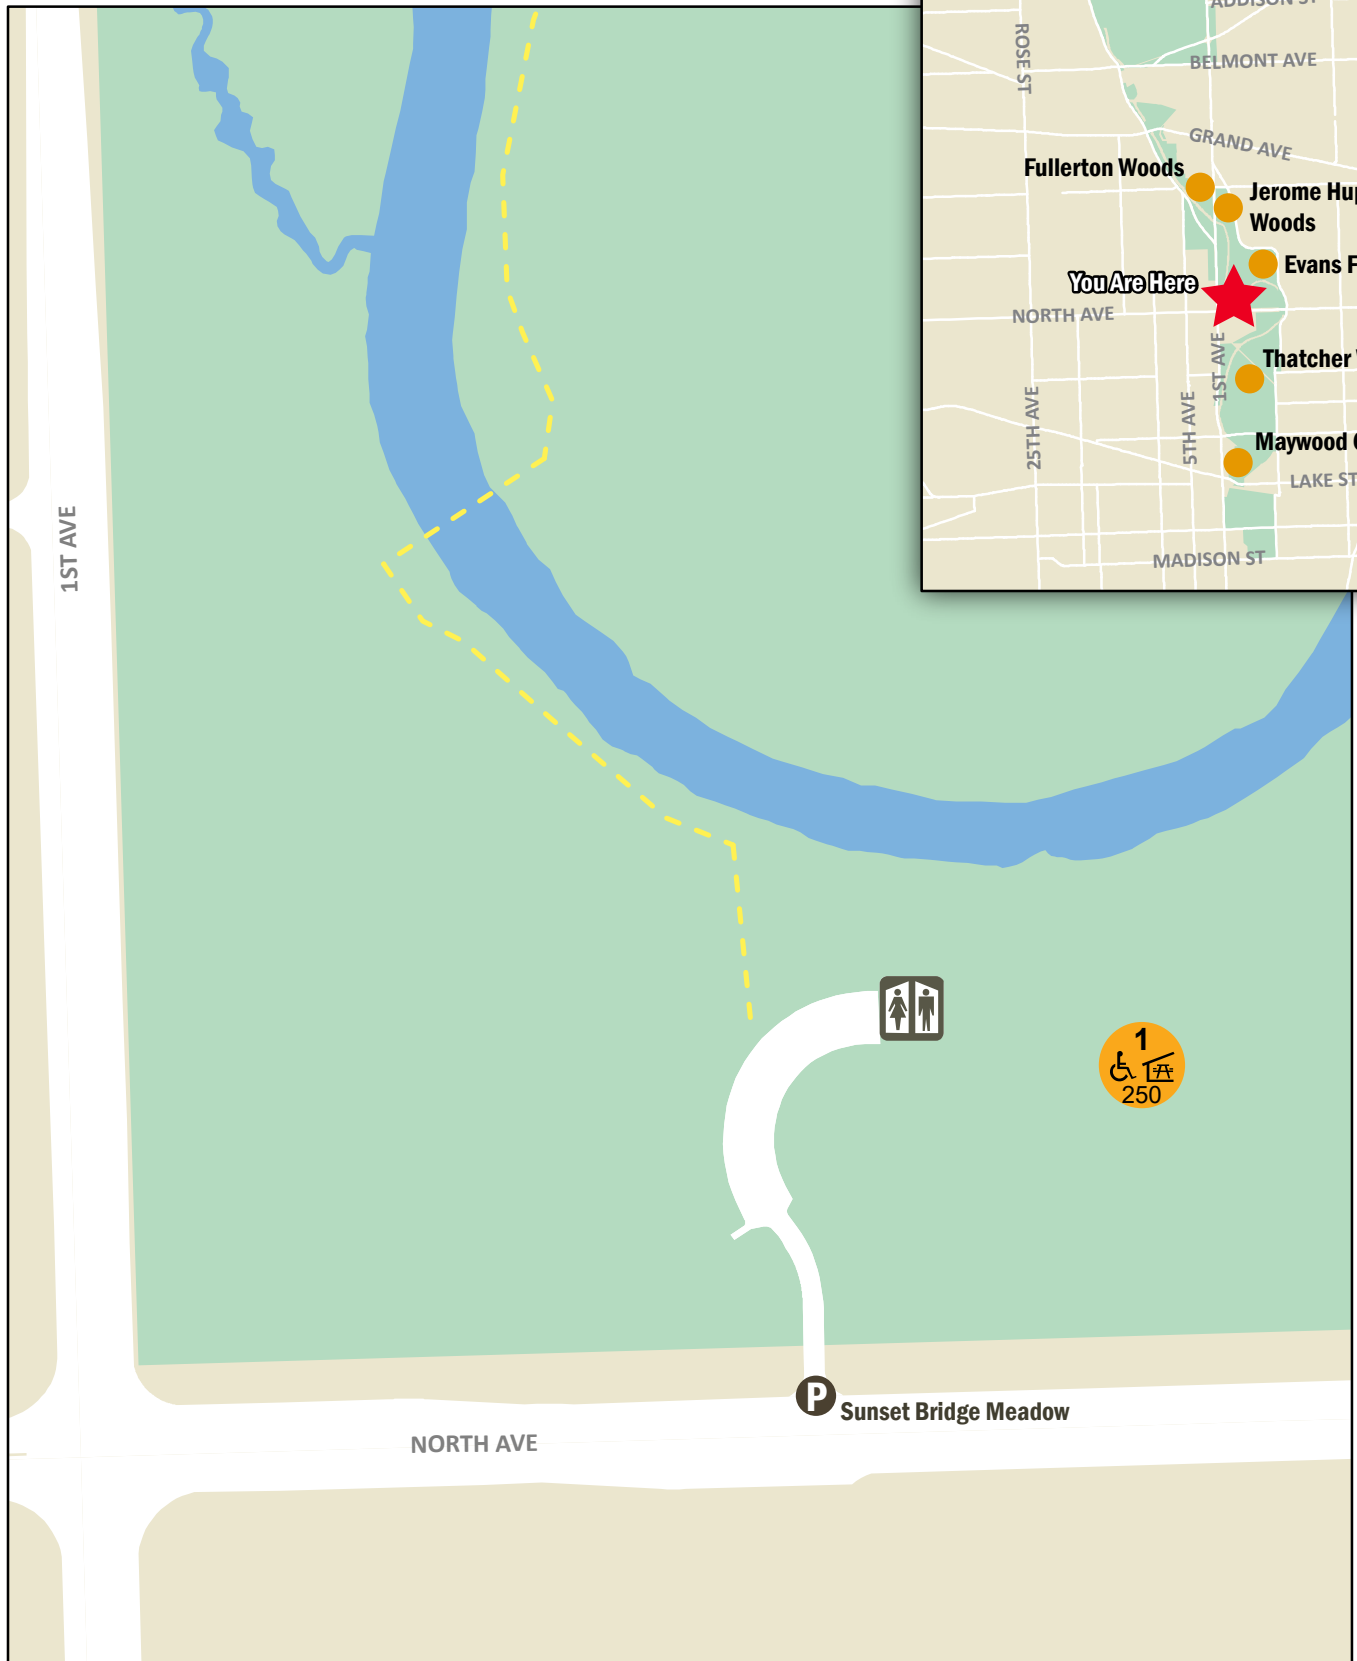 ADDISON ST
ROSE ST
BELMONT AVE
GRAND AVE
Fullerton Woods
Jerome
Woods
Evans
You Are Here
NORTH AVE
1ST AVE
Thatcher
25TH AVE
5TH AVE
Maywood
LAKE ST
MADISON ST
1ST AVE
1
250
P
Sunset Bridge Meadow
NORTH AVE